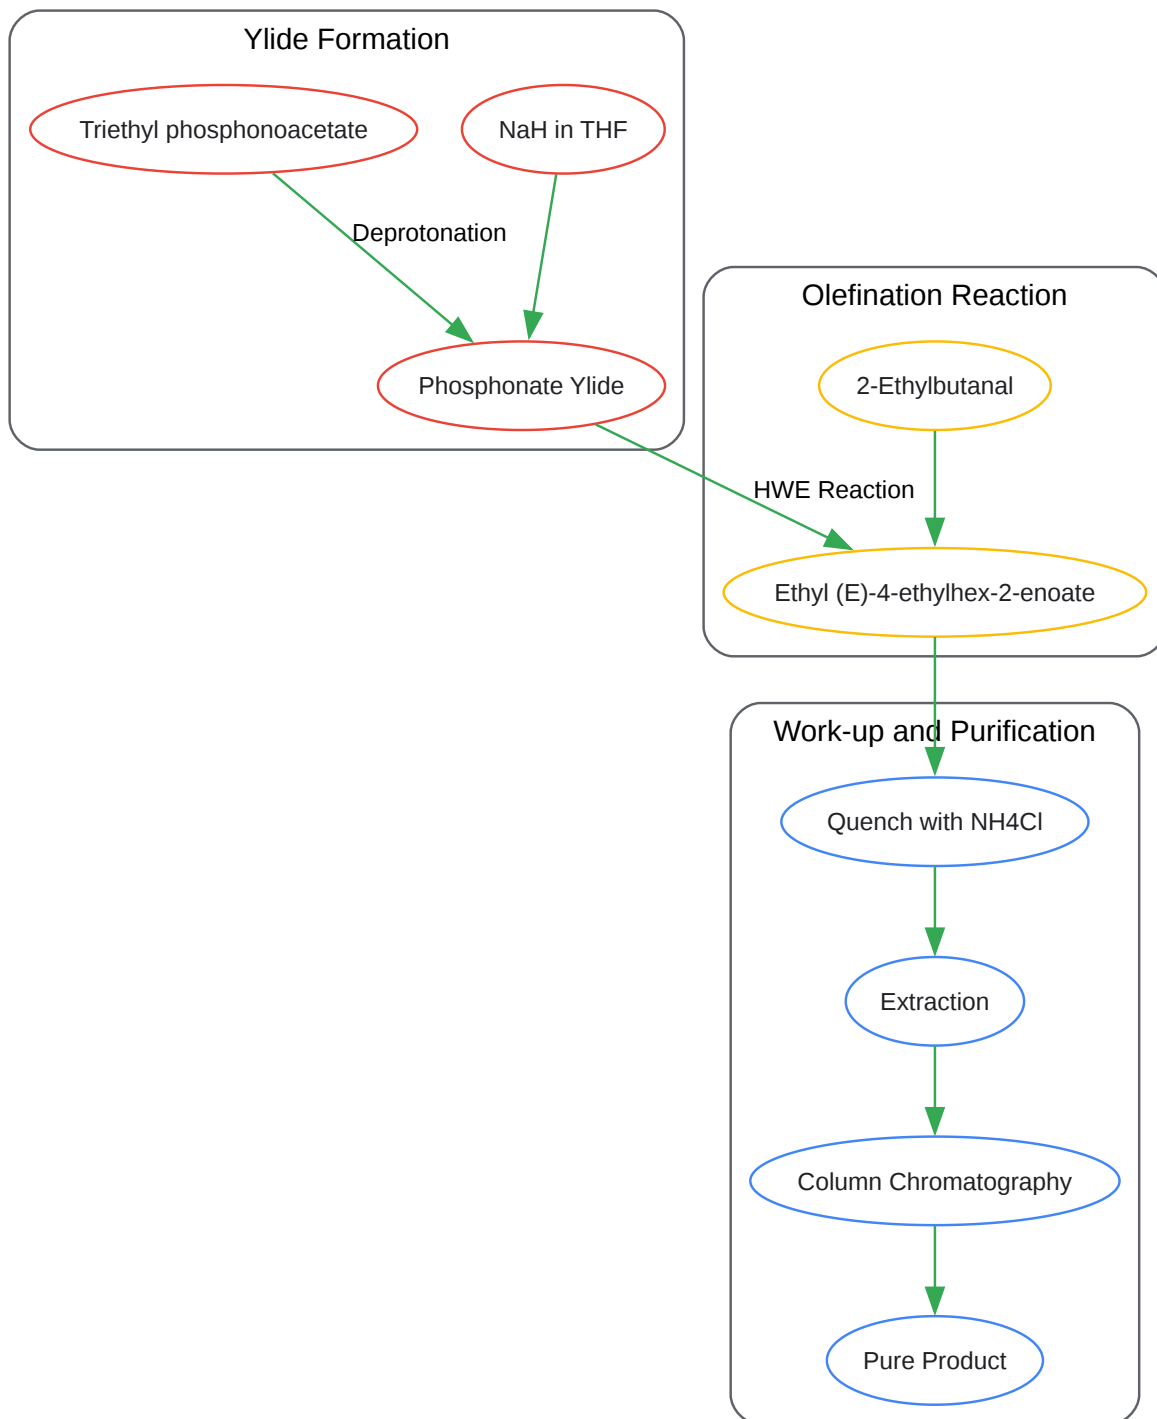 Ylide Formation
Triethyl phosphonoacetate
NaH in THF
Deprotonation
Phosphonate Ylide
Olefination Reaction
2-Ethylbutanal
HWE Reaction
Ethyl (E)-4-ethylhex-2-enoate
Work-up and Purification
Quench with NH4Cl
Extraction
Column Chromatography
Pure Product